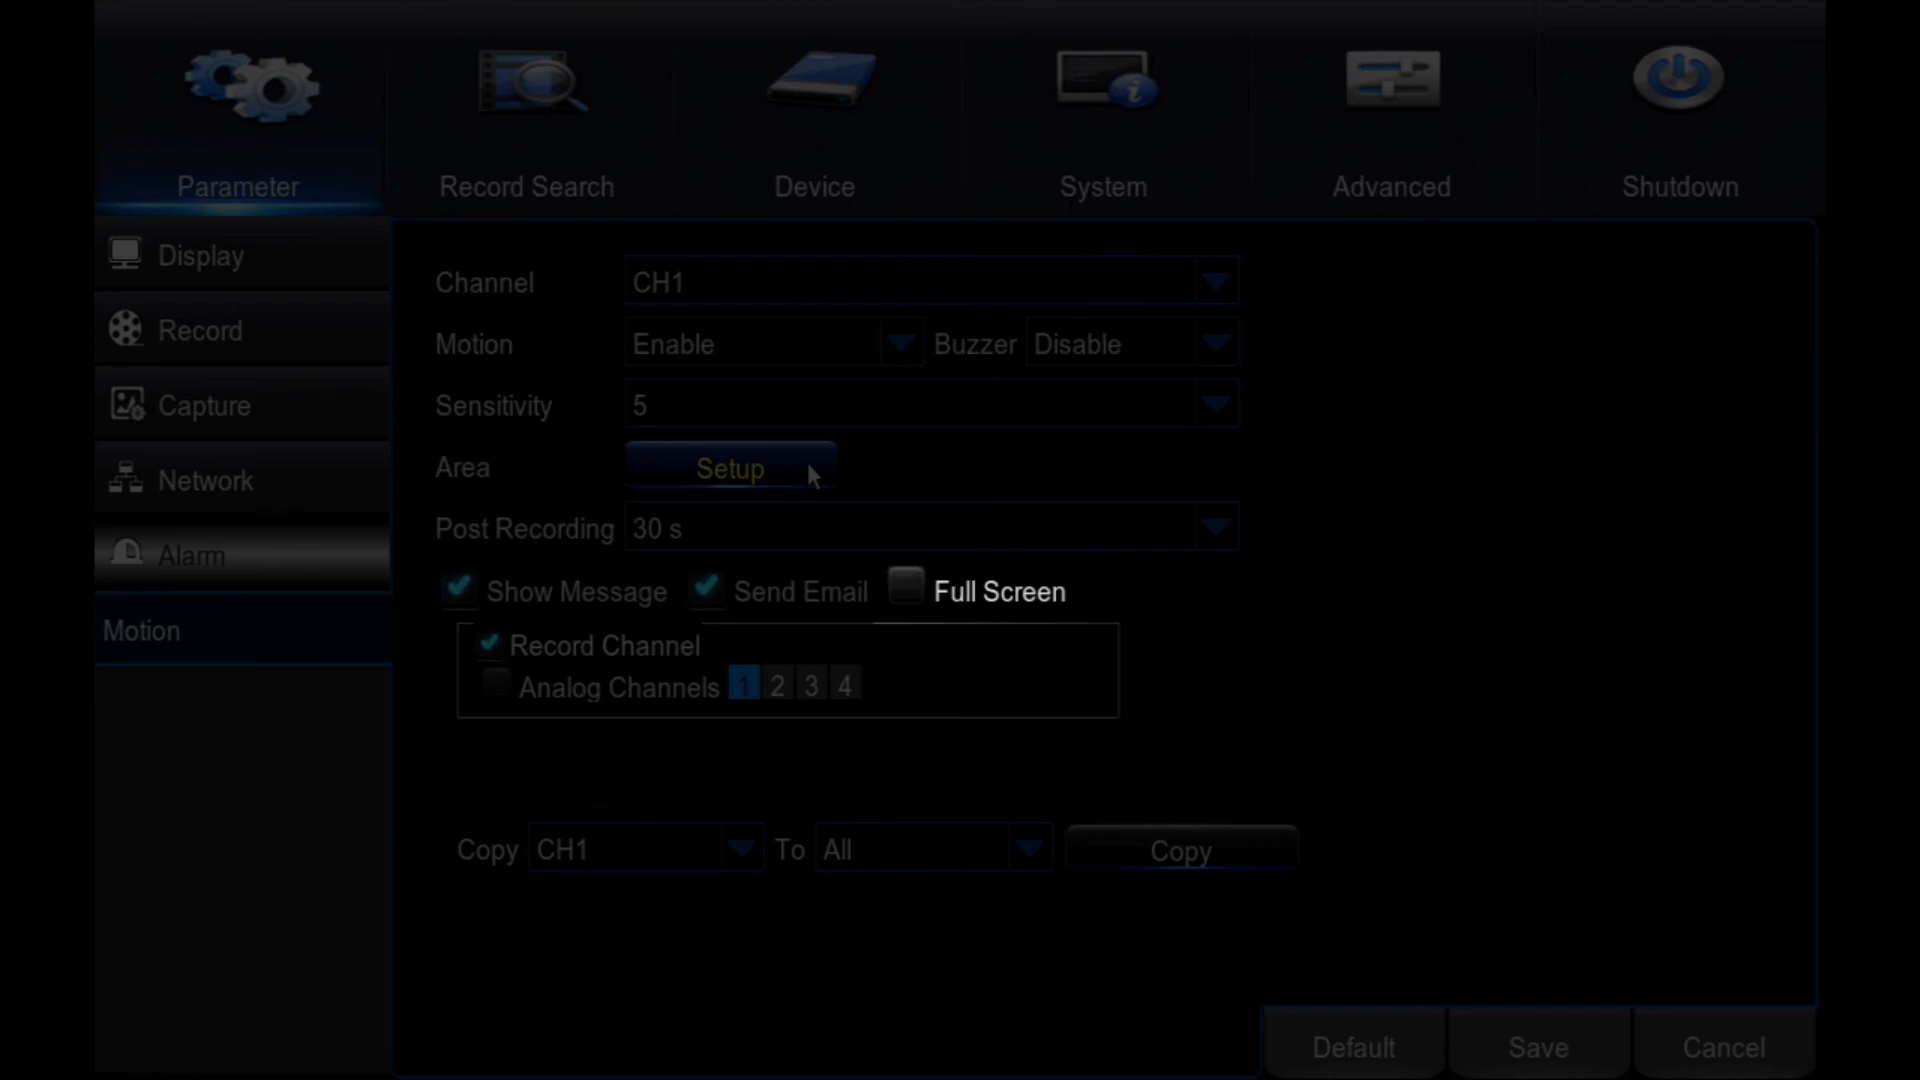 Parameter Record Search Device System Advanced Shutdown
Display
Record
Capture
Network
Alarm
Motion
Channel CH1
Motion Enable Buzzer Disable
Sensitivity 5
Area Setup
Post Recording 30 s
Show Message Send Email Full Screen
Record Channel
Analog Channels 1 2 3 4
Copy CH1 To All Copy
Default Save Cancel